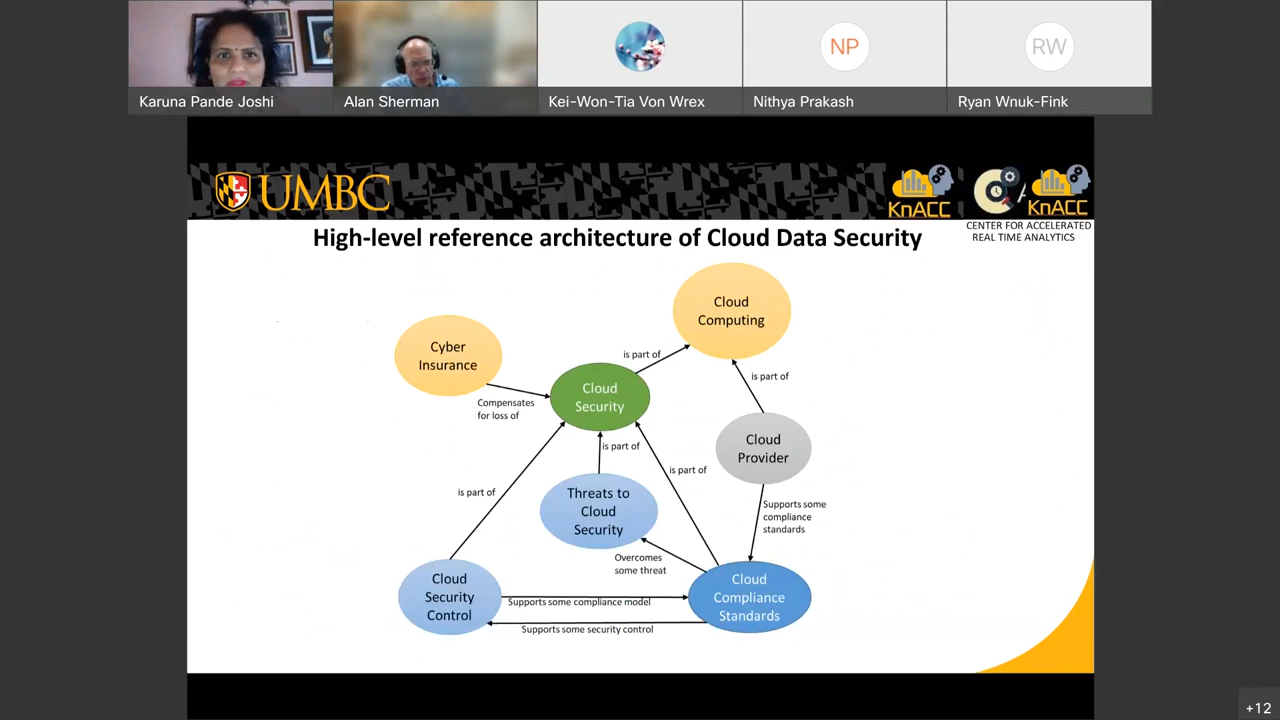 Karuna Pande Joshi
Alan Sherman
Kei-Won-Tia Von Wrex
NP
Nithya Prakash
RW
Ryan Wnuk-Fink
UMBC
KnACC
KnACC
CENTER FOR ACCELERATED
REAL TIME ANALYTICS
High-level reference architecture of Cloud Data Security
Cloud
Computing
Cyber
Insurance
is part of
is part of
Cloud
Security
Compensates
for loss of
Cloud
Provider
is part of
is part of
is part of
Threats to
Cloud
Security
Supports some
compliance
standards
Overcomes
some threat
Cloud
Security
Control
Cloud
Compliance
Standards
Supports some compliance model
Supports some security control
+12